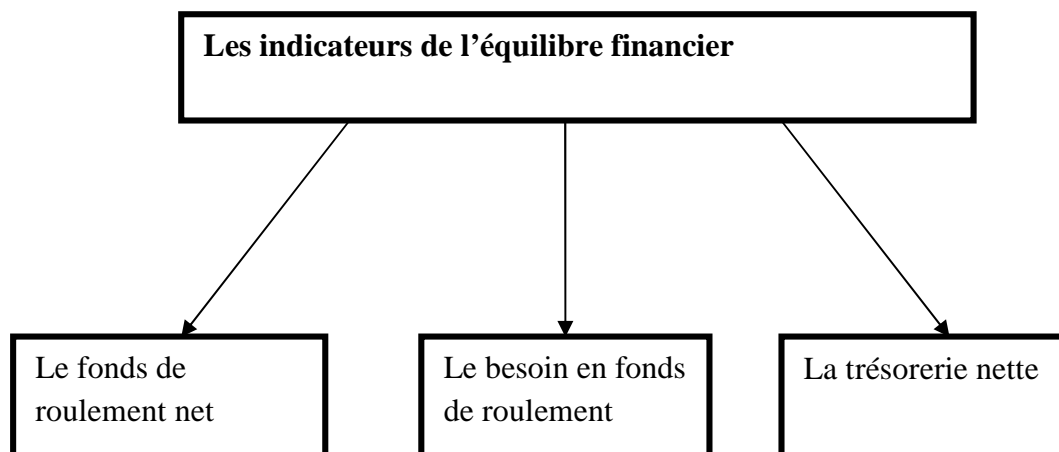 Les indicateurs de l’équilibre financier
Le fonds de
roulement net
Le besoin en fonds
de roulement
La trésorerie nette